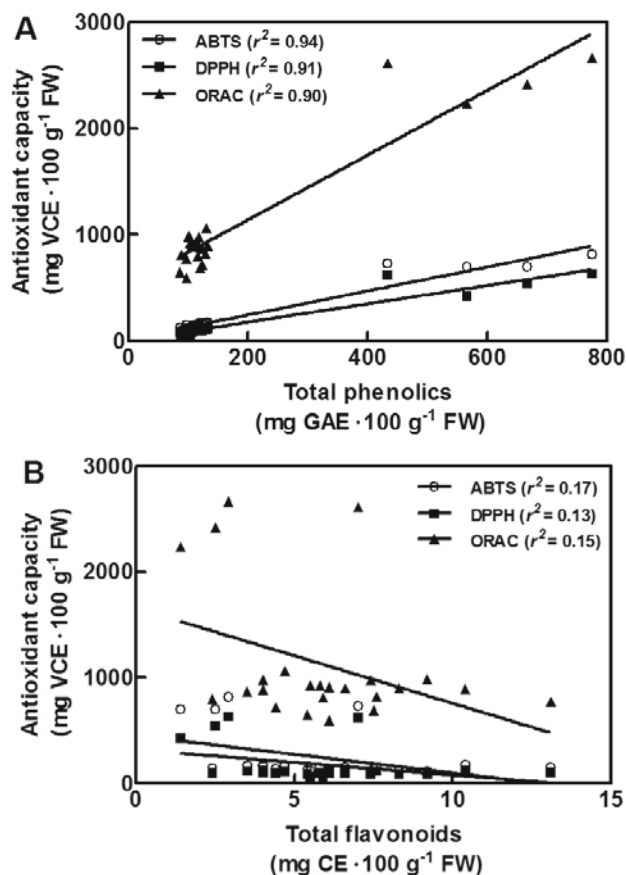 A
ABTS (r² = 0.94)
DPPH (r² = 0.91)
ORAC (r² = 0.90)
Antioxidant capacity
(mg VCE · 100 g⁻¹ FW)
3000
2000
1000
0
0 200 400 600 800
Total phenolics
(mg GAE · 100 g⁻¹ FW)
B
ABTS (r² = 0.17)
DPPH (r² = 0.13)
ORAC (r² = 0.15)
Antioxidant capacity
(mg VCE · 100 g⁻¹ FW)
3000
2000
1000
0
0 5 10 15
Total flavonoids
(mg CE · 100 g⁻¹ FW)